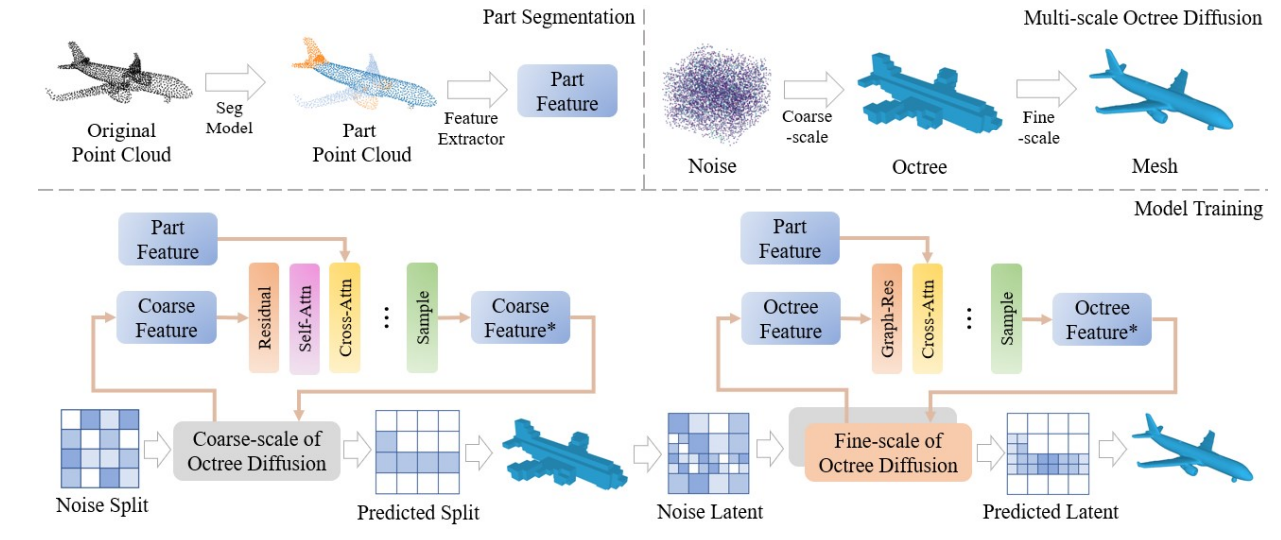 Part Segmentation
Original
Point Cloud
Seg
Model
Part
Point Cloud
Feature
Extractor
Part
Feature
Multi-scale Octree Diffusion
Noise
Coarse
-scale
Octree
Fine
-scale
Mesh
Model Training
Part
Feature
Coarse
Feature
Residual
Self-Attn
Cross-Attn
...
Sample
Coarse
Feature*
Noise Split
Coarse-scale of
Octree Diffusion
Predicted Split
Part
Feature
Octree
Feature
Graph-Res
Cross-Attn
...
Sample
Octree
Feature*
Noise Latent
Fine-scale of
Octree Diffusion
Predicted Latent